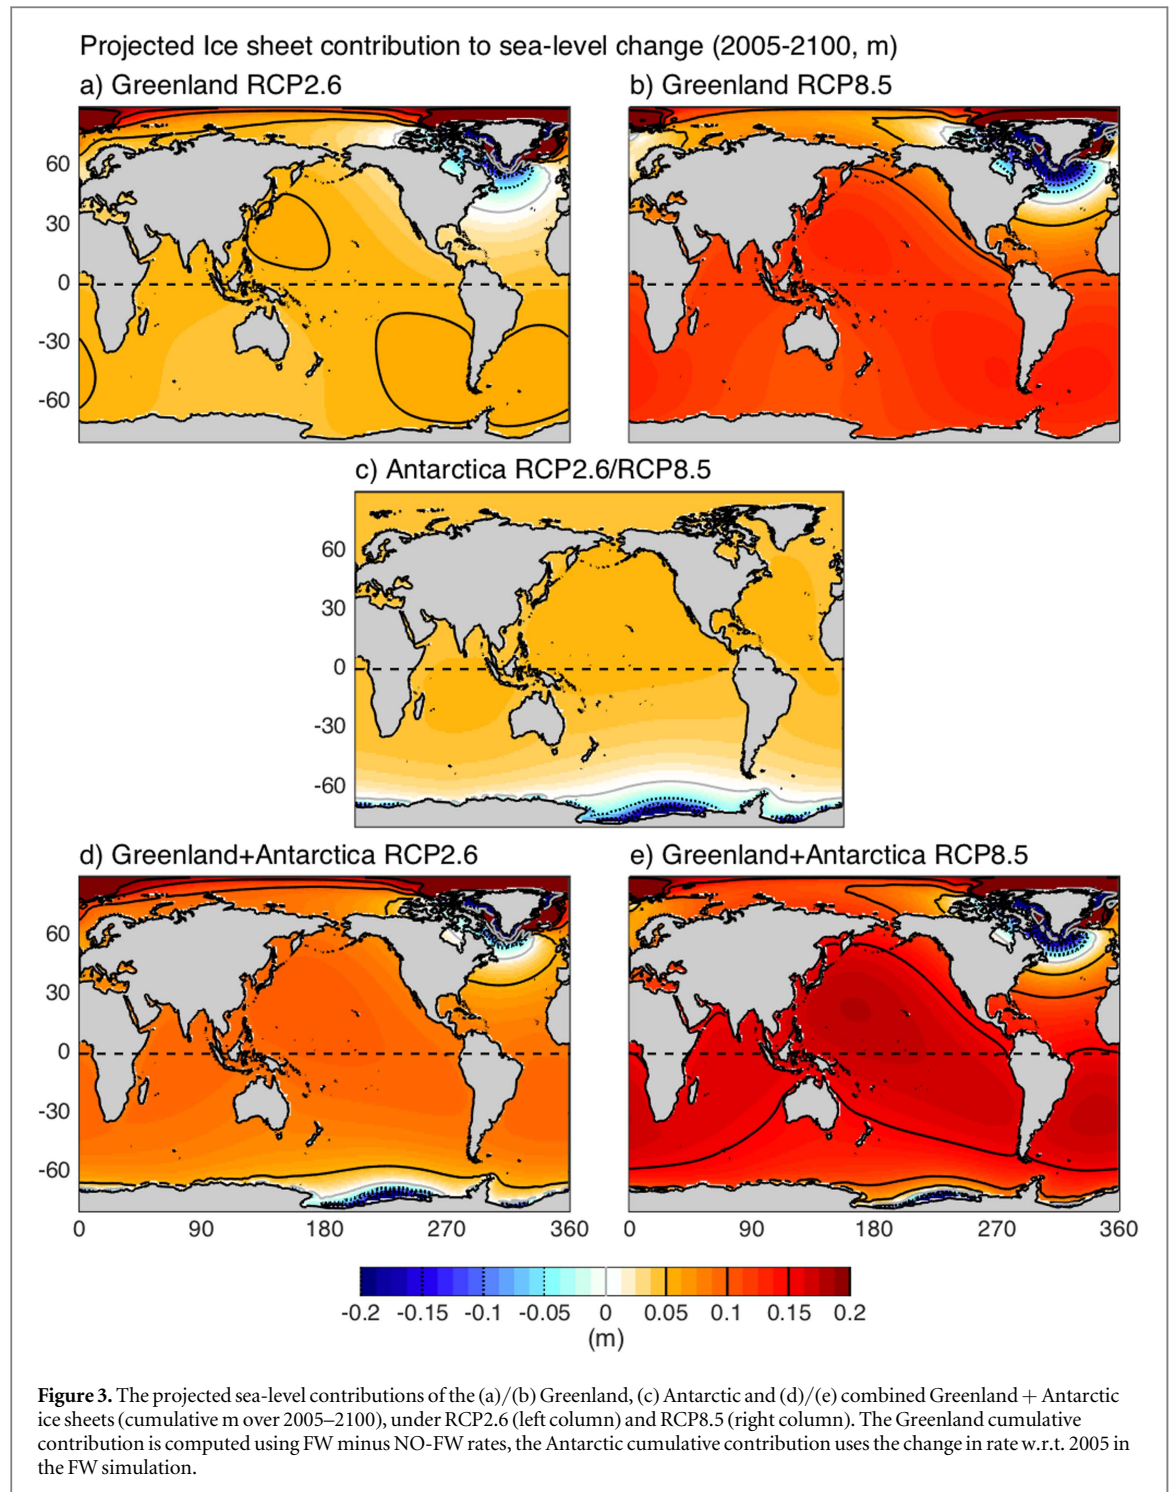 Projected Ice sheet contribution to sea-level change (2005-2100, m)
a) Greenland RCP2.6
b) Greenland RCP8.5
60
30
0
-30
-60
c) Antarctica RCP2.6/RCP8.5
60
30
0
-30
-60
d) Greenland+Antarctica RCP2.6
e) Greenland+Antarctica RCP8.5
60
30
0
-30
-60
0 90 180 270 360 0 90 180 270 360
-0.2 -0.15 -0.1 -0.05 0 0.05 0.1 0.15 0.2
(m)
Figure 3. The projected sea-level contributions of the (a)/(b) Greenland, (c) Antarctic and (d)/(e) combined Greenland + Antarctic
ice sheets (cumulative m over 2005–2100), under RCP2.6 (left column) and RCP8.5 (right column). The Greenland cumulative
contribution is computed using FW minus NO-FW rates, the Antarctic cumulative contribution uses the change in rate w.r.t. 2005 in
the FW simulation.